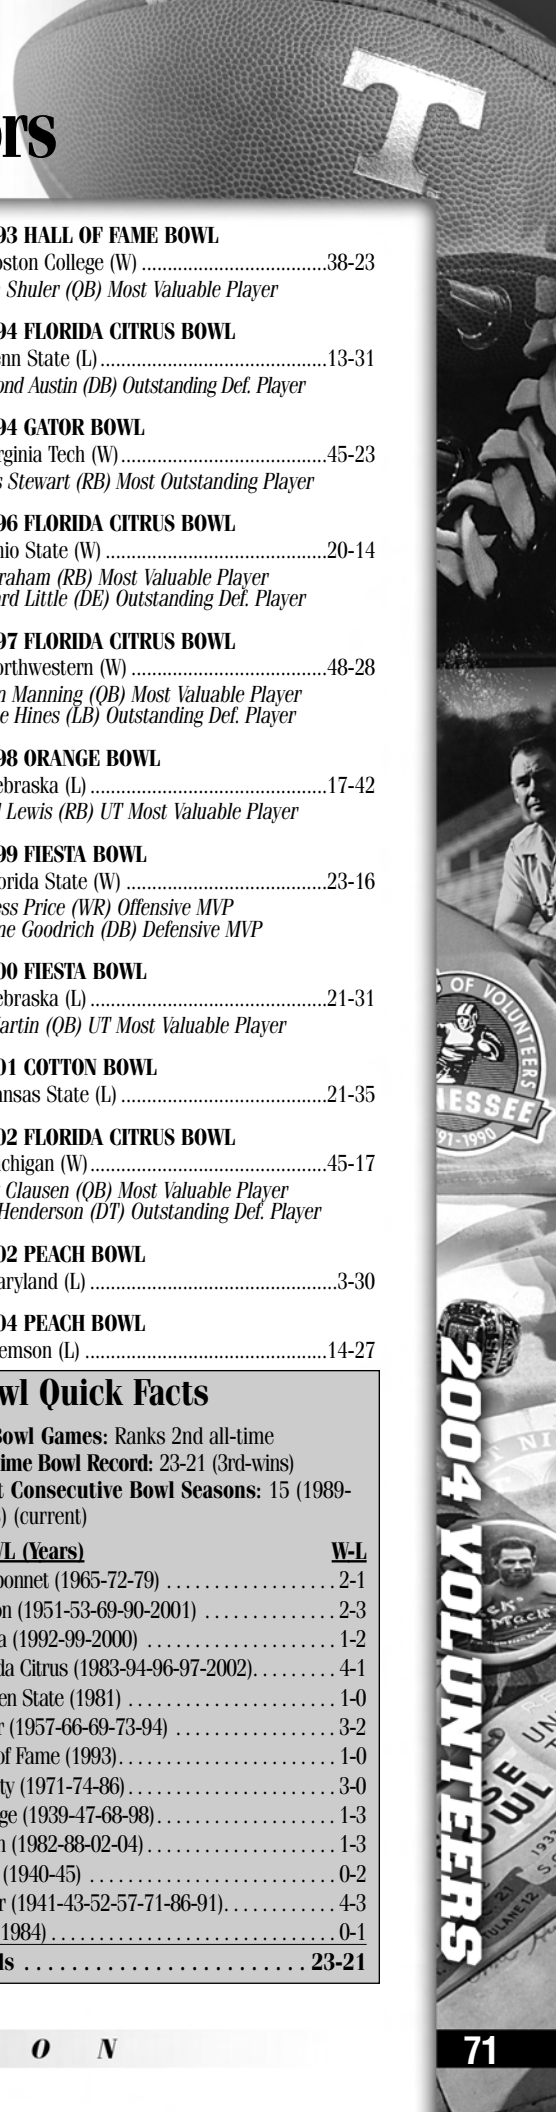 ors
93 HALL OF FAME BOWL
oston College (W) ...................................38-23
Shuler (QB) Most Valuable Player
94 FLORIDA CITRUS BOWL
enn State (L) ...........................................13-31
ond Austin (DB) Outstanding Def. Player
94 GATOR BOWL
rginia Tech (W) .......................................45-23
s Stewart (RB) Most Outstanding Player
96 FLORIDA CITRUS BOWL
hio State (W) ..........................................20-14
raham (RB) Most Valuable Player
rd Little (DE) Outstanding Def. Player
97 FLORIDA CITRUS BOWL
orthwestern (W) .....................................48-28
n Manning (QB) Most Valuable Player
e Hines (LB) Outstanding Def. Player
98 ORANGE BOWL
ebraska (L) .............................................17-42
l Lewis (RB) UT Most Valuable Player
99 FIESTA BOWL
orida State (W) ......................................23-16
ess Price (WR) Offensive MVP
ne Goodrich (DB) Defensive MVP
00 FIESTA BOWL
ebraska (L) .............................................21-31
artin (QB) UT Most Valuable Player
01 COTTON BOWL
ansas State (L) .......................................21-35
02 FLORIDA CITRUS BOWL
chigan (W) .............................................45-17
Clausen (QB) Most Valuable Player
Henderson (DT) Outstanding Def. Player
02 PEACH BOWL
aryland (L) ...............................................3-30
04 PEACH BOWL
emson (L) ..............................................14-27
wl Quick Facts
Bowl Games: Ranks 2nd all-time
ime Bowl Record: 23-21 (3rd-wins)
t Consecutive Bowl Seasons: 15 (1989-
) (current)
WL (Years) W-L
bonnet (1965-72-79) . . . . . . . . . . . . . . . . . 2-1
on (1951-53-69-90-2001) . . . . . . . . . . . . . 2-3
a (1992-99-2000) . . . . . . . . . . . . . . . . . . . 1-2
da Citrus (1983-94-96-97-2002). . . . . . . . 4-1
en State (1981) . . . . . . . . . . . . . . . . . . . . . 1-0
r (1957-66-69-73-94) . . . . . . . . . . . . . . . . 3-2
of Fame (1993). . . . . . . . . . . . . . . . . . . . . . 1-0
ty (1971-74-86). . . . . . . . . . . . . . . . . . . . . 3-0
ge (1939-47-68-98). . . . . . . . . . . . . . . . . . 1-3
h (1982-88-02-04). . . . . . . . . . . . . . . . . . . 1-3
(1940-45) . . . . . . . . . . . . . . . . . . . . . . . . 0-2
r (1941-43-52-57-71-86-91). . . . . . . . . . . 4-3
1984) . . . . . . . . . . . . . . . . . . . . . . . . . . . . 0-1
ls . . . . . . . . . . . . . . . . . . . . . . . . 23-21
O N
T
OF VOLUNTEERS
NESSEE
91-1990
2004 VOLUNTEERS
71